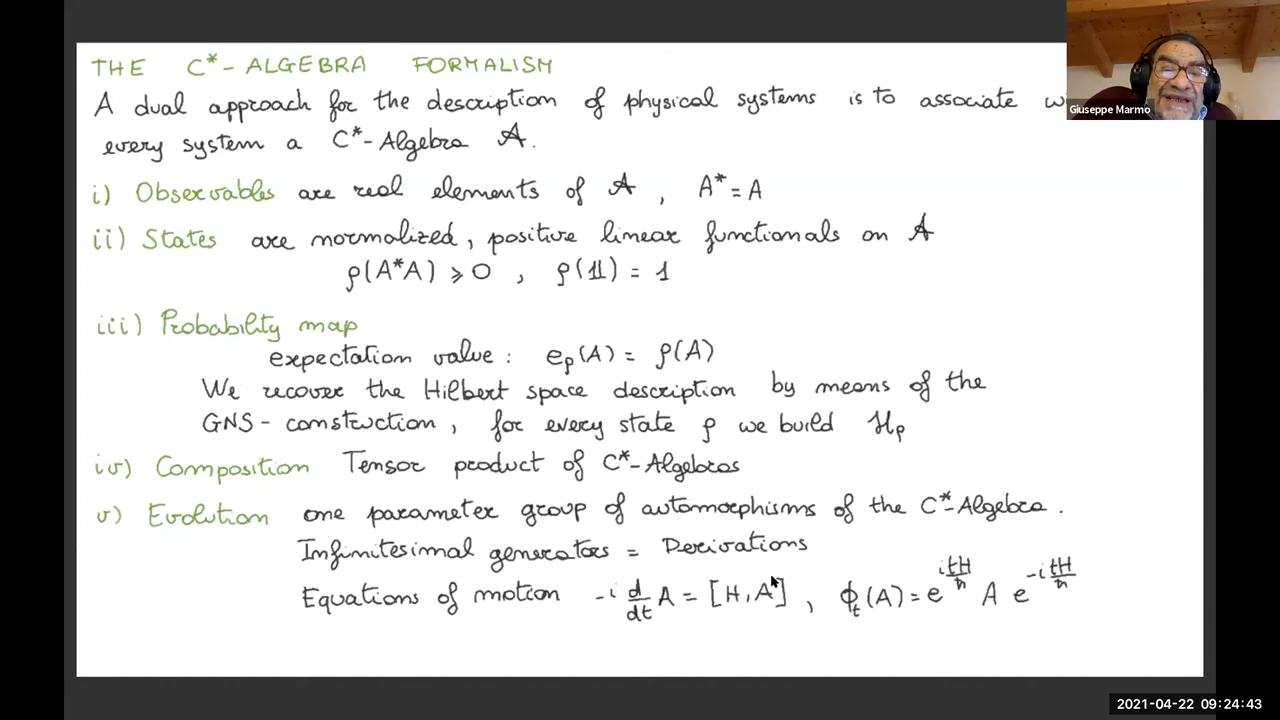 THE C*-ALGEBRA FORMALISM
A dual approach for the description of physical systems is to associate
every system a C*-Algebra 𝒜.
i) Observables are real elements of 𝒜, A* = A
ii) States are normalized, positive linear functionals on 𝒜
ρ(A*A) ⩾ 0, ρ(𝟙) = 1
iii) Probability map
expectation value: e_ρ(A) = ρ(A)
We recover the Hilbert space description by means of the
GNS-construction, for every state ρ we build ℋ_ρ
iv) Composition Tensor product of C*-Algebras
v) Evolution one parameter group of automorphisms of the C*-Algebra.
Infinitesimal generators = Derivations
Equations of motion -i d/dt A = [H, A], ϕ_t(A) = e^{itH/ħ} A e^{-itH/ħ}
Giuseppe Marmo
2021-04-22 09:24:43